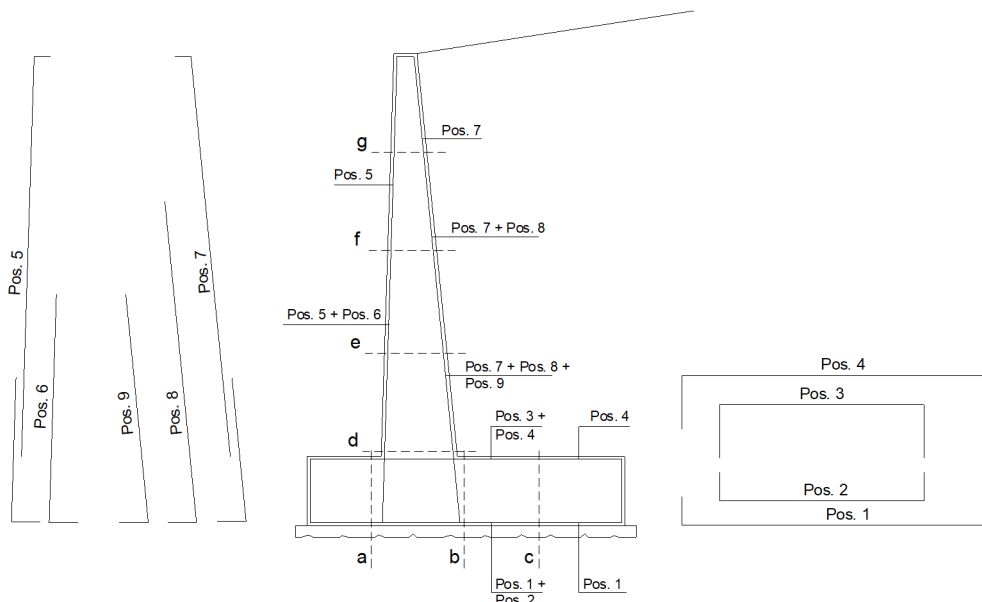 Pos. 5
Pos. 6
Pos. 9
Pos. 8
Pos. 7
g
Pos. 7
Pos. 5
f
Pos. 7 + Pos. 8
Pos. 5 + Pos. 6
e
Pos. 7 + Pos. 8 +
Pos. 9
d
Pos. 3 +
Pos. 4
Pos. 4
a
b
c
Pos. 1 +
Pos. 2
Pos. 1
Pos. 4
Pos. 3
Pos. 2
Pos. 1